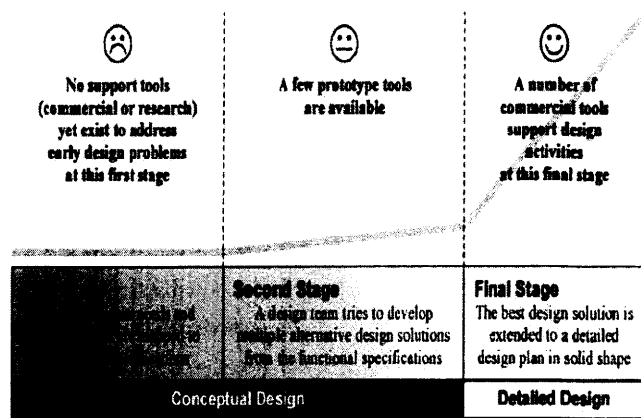 No support tools
(commercial or research)
yet exist to address
early design problems
at this first stage
A few prototype tools
are available
A number of
commercial tools
support design
activities
at this final stage
and
to
Second Stage
A design team tries to develop
multiple alternative design solutions
from the functional specifications
Final Stage
The best design solution is
extended to a detailed
design plan in solid shape
Conceptual Design
Detailed Design